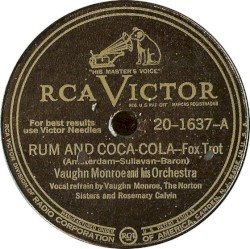 "HIS MASTER'S VOICE"
RCA VICTOR
For best results
use Victor Needles
20-1637-A
RUM AND COCA-COLA—Fox Trot
(Amsterdam-Sullavan-Baron)
Vaughn Monroe and his Orchestra
Vocal refrain by Vaughn Monroe, The Norton
Sisters and Rosemary Calvin
RCA